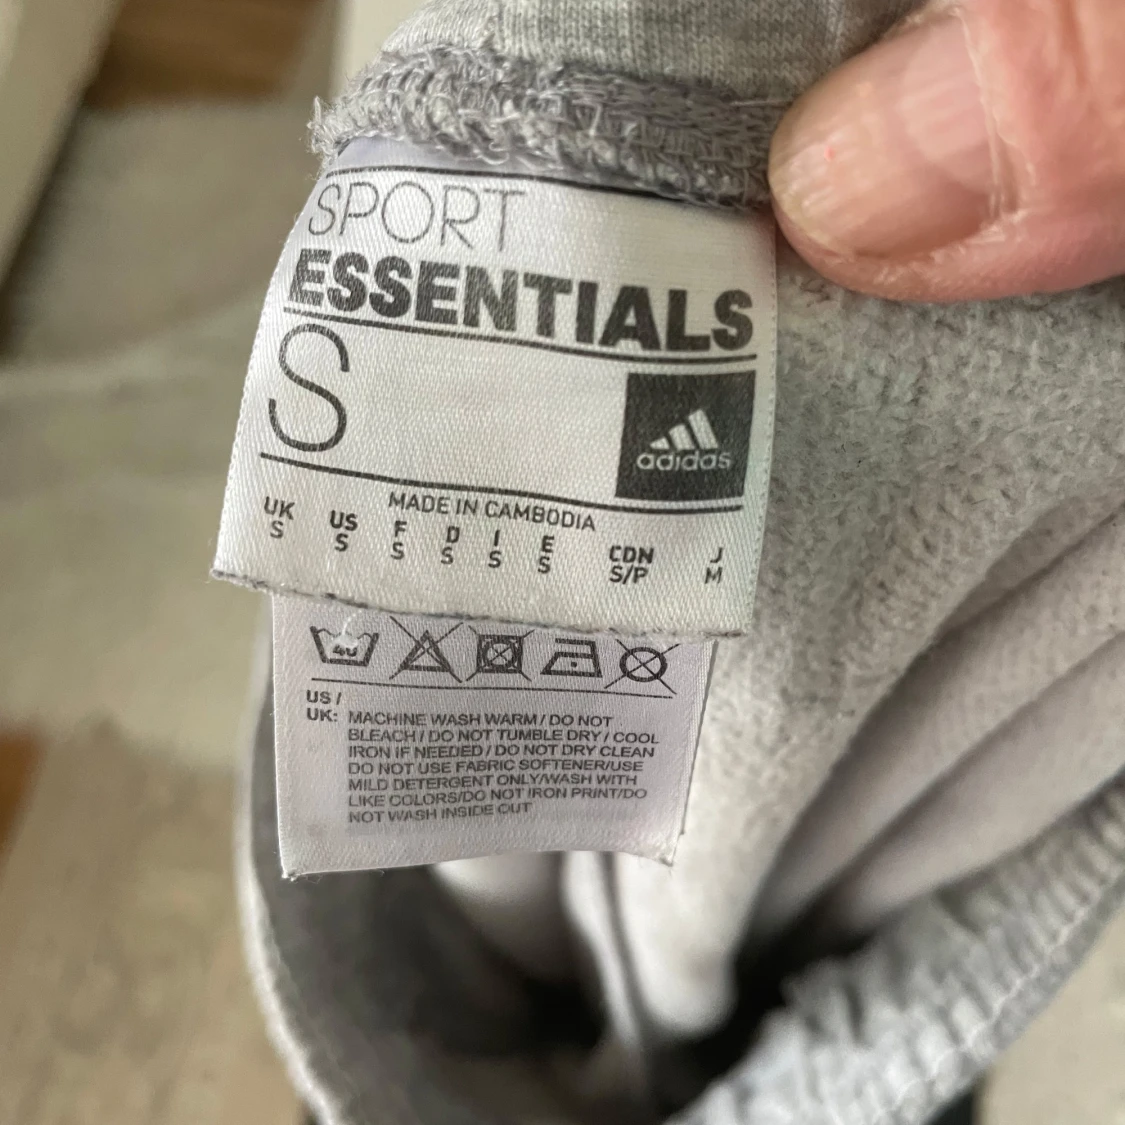 SPORT
ESSENTIALS
S
adidas
MADE IN CAMBODIA
UK US F D I E CDN J
S S S S S S S/P M
40
US /
UK: MACHINE WASH WARM / DO NOT
BLEACH / DO NOT TUMBLE DRY / COOL
IRON IF NEEDED / DO NOT DRY CLEAN
DO NOT USE FABRIC SOFTENER/USE
MILD DETERGENT ONLY/WASH WITH
LIKE COLORS/DO NOT IRON PRINT/DO
NOT WASH INSIDE OUT